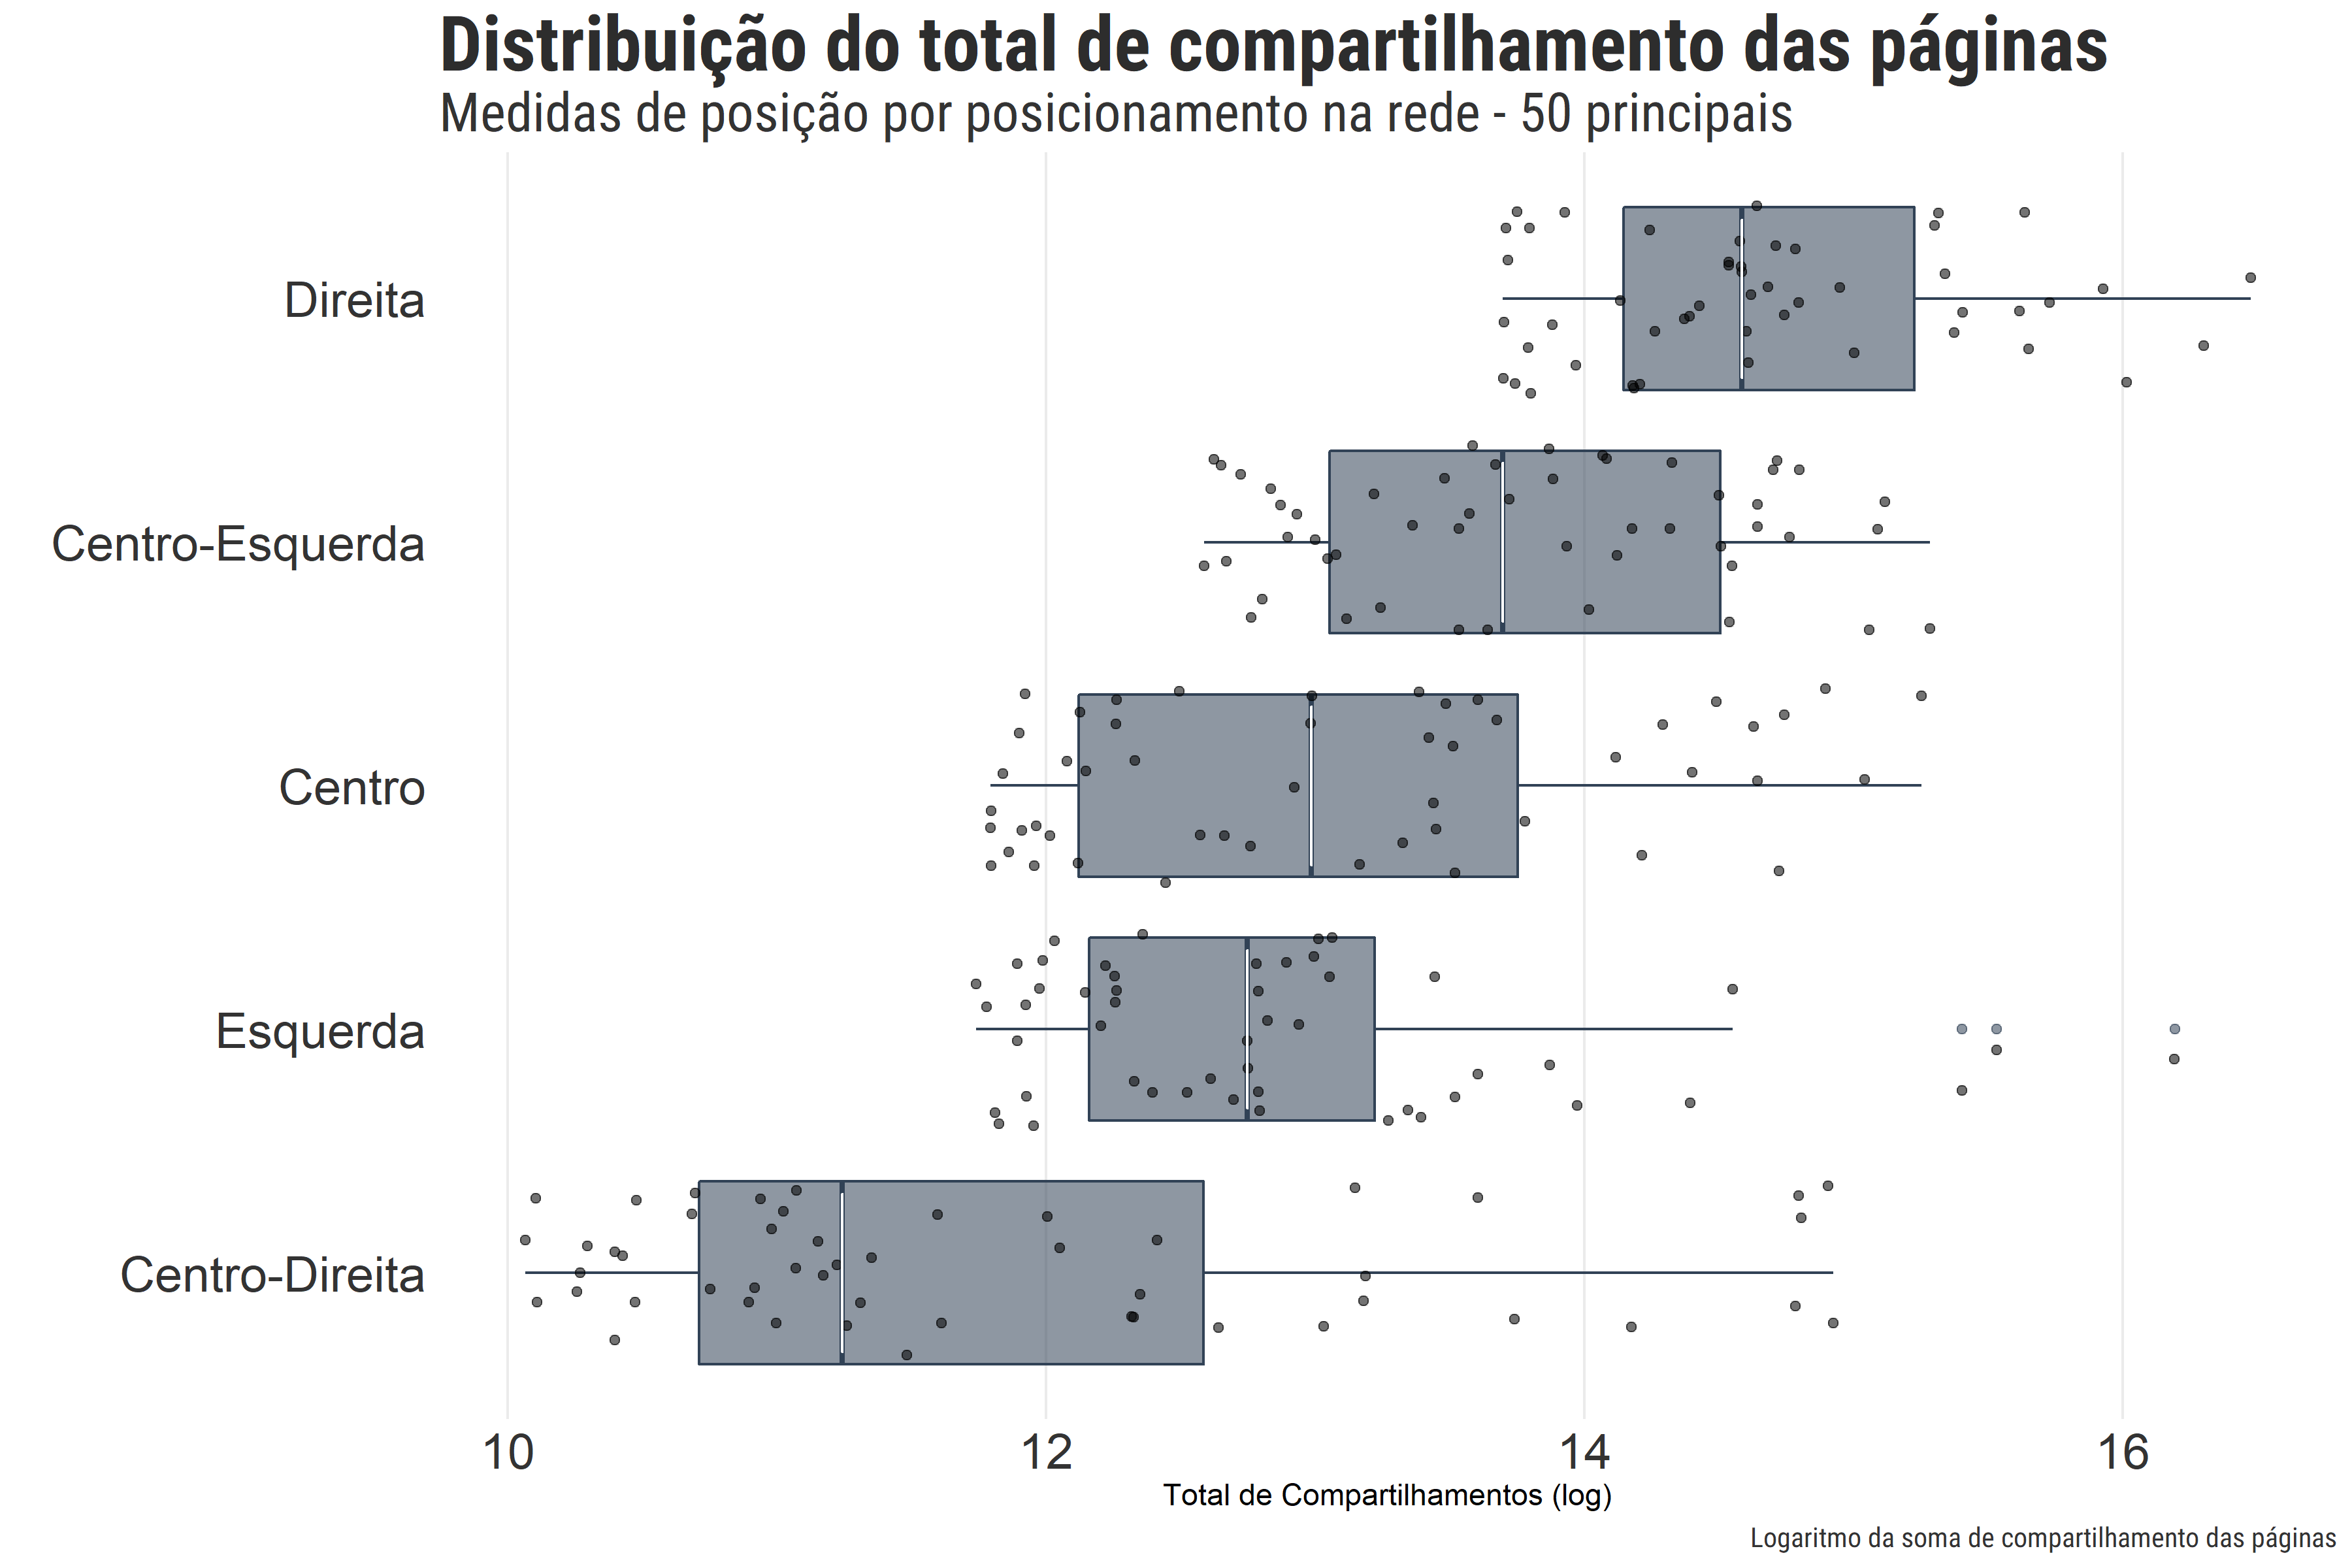 Distribuição do total de compartilhamento das páginas
Medidas de posição por posicionamento na rede - 50 principais
Direita
Centro-Esquerda
Centro
Esquerda
Centro-Direita
10 12 14 16
Total de Compartilhamentos (log)
Logaritmo da soma de compartilhamento das páginas